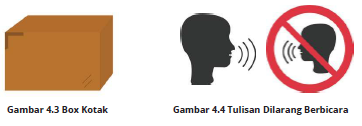 Gambar 4.3 Box Kotak
Gambar 4.4 Tulisan Dilarang Berbicara